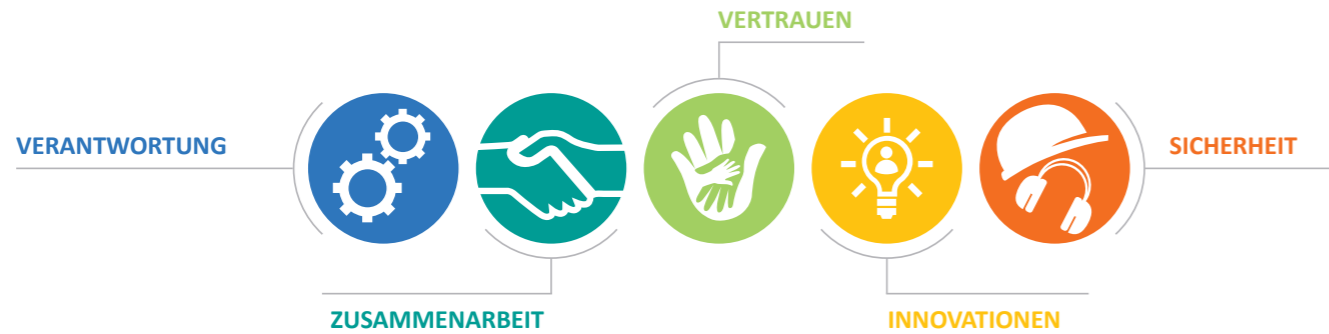 VERTRAUEN
VERANTWORTUNG
SICHERHEIT
ZUSAMMENARBEIT
INNOVATIONEN